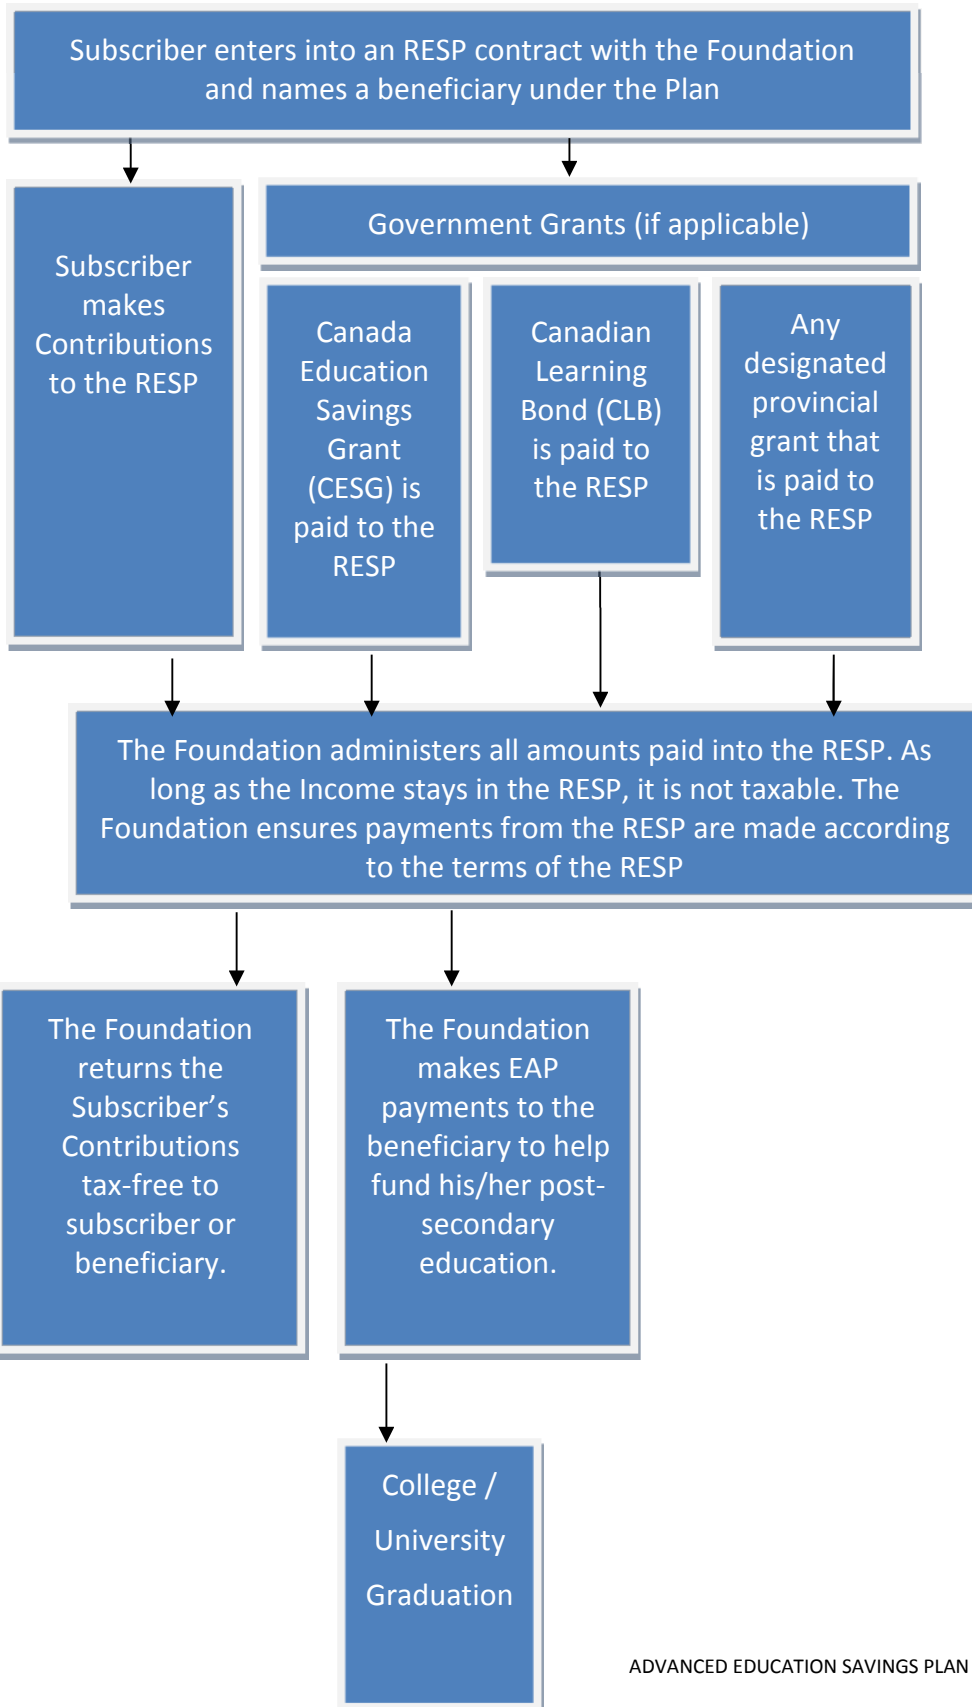 Subscriber enters into an RESP contract with the Foundation
and names a beneficiary under the Plan
Subscriber
makes
Contributions
to the RESP
Government Grants (if applicable)
Canada
Education
Savings
Grant
(CESG) is
paid to the
RESP
Canadian
Learning
Bond (CLB)
is paid to
the RESP
Any
designated
provincial
grant that
is paid to
the RESP
The Foundation administers all amounts paid into the RESP. As
long as the Income stays in the RESP, it is not taxable. The
Foundation ensures payments from the RESP are made according
to the terms of the RESP
The Foundation
returns the
Subscriber’s
Contributions
tax-free to
subscriber or
beneficiary.
The Foundation
makes EAP
payments to the
beneficiary to help
fund his/her post-
secondary
education.
College /
University
Graduation
ADVANCED EDUCATION SAVINGS PLAN